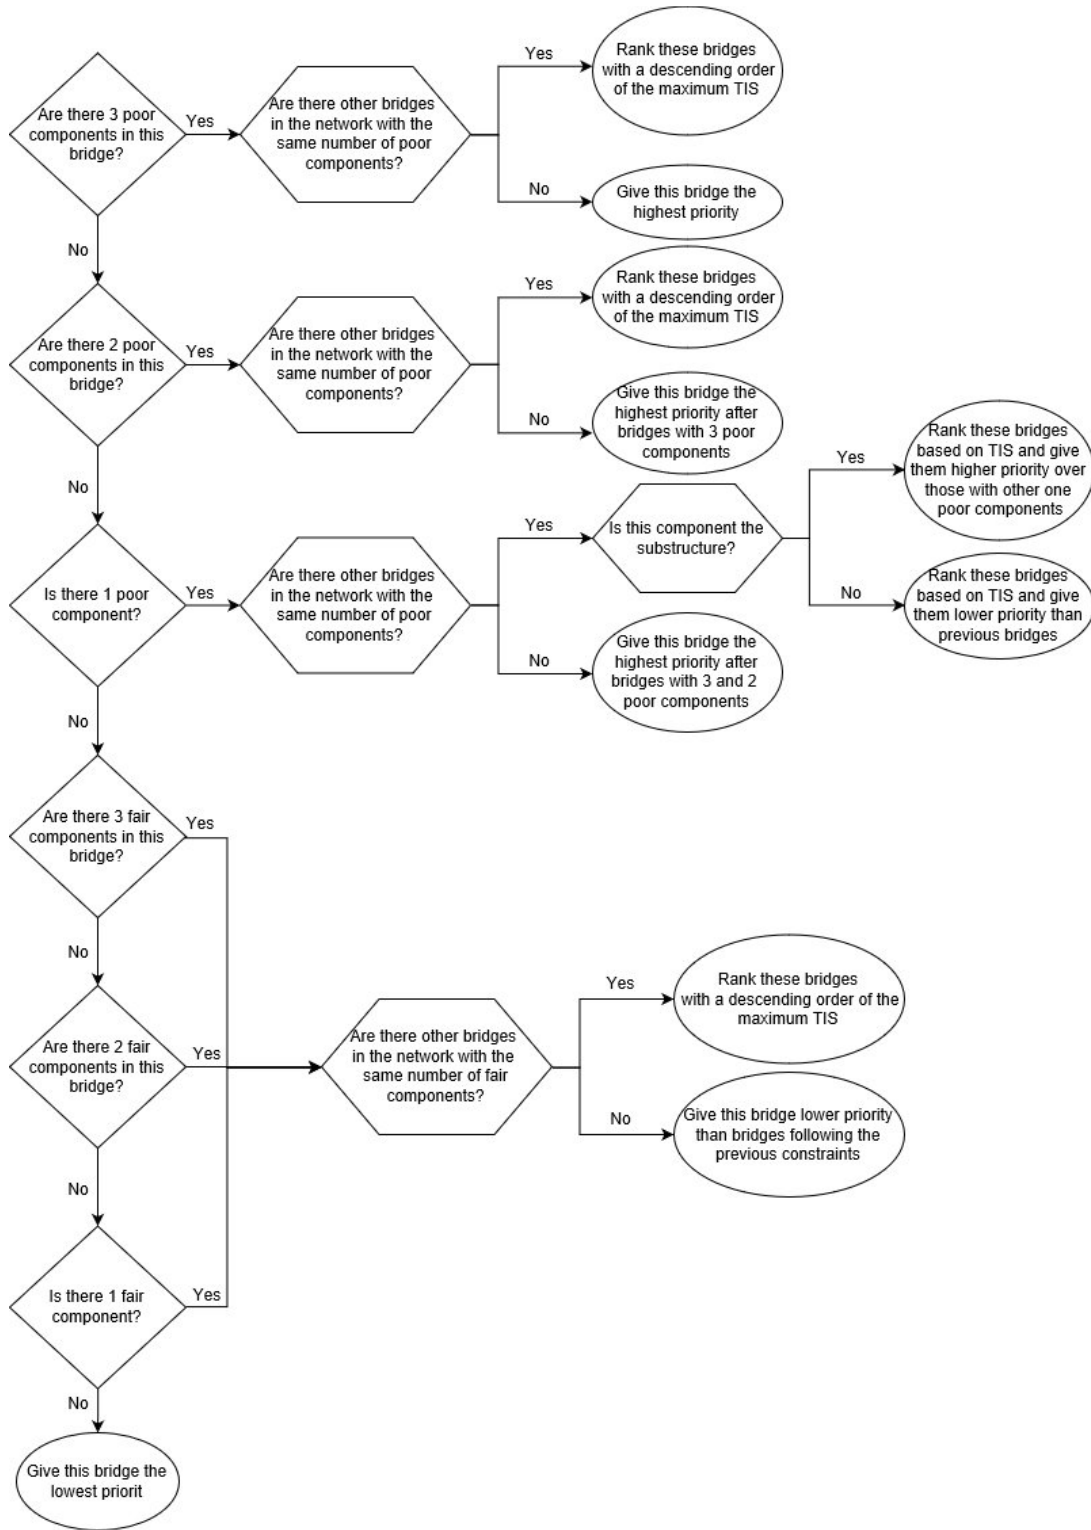 Are there 3 poor
components in this
bridge?
Yes
Are there other bridges
in the network with the
same number of poor
components?
Yes
Rank these bridges
with a descending order
of the maximum TIS
No
Give this bridge the
highest priority
No
Are there 2 poor
components in this
bridge?
Yes
Are there other bridges
in the network with the
same number of poor
components?
Yes
Rank these bridges
with a descending order
of the maximum TIS
No
Give this bridge the
highest priority after
bridges with 3 poor
components
No
Is there 1 poor
component?
Yes
Are there other bridges
in the network with the
same number of poor
components?
Yes
Is this component the
substructure?
Yes
Rank these bridges
based on TIS and give
them higher priority over
those with other one
poor components
No
Rank these bridges
based on TIS and give
them lower priority than
previous bridges
No
Give this bridge the
highest priority after
bridges with 3 and 2
poor components
No
Are there 3 fair
components in this
bridge?
Yes
No
Are there 2 fair
components in this
bridge?
Yes
Are there other bridges
in the network with the
same number of fair
components?
Yes
Rank these bridges
with a descending order of the
maximum TIS
No
Give this bridge lower priority
than bridges following the
previous constraints
No
Is there 1 fair
component?
Yes
No
Give this bridge the
lowest priorit